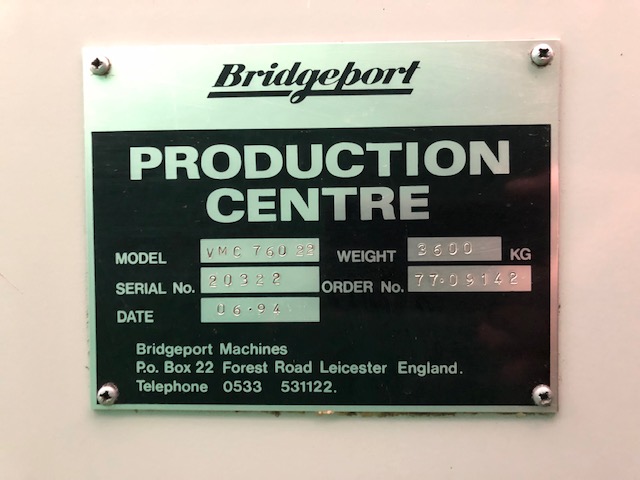 Bridgeport
PRODUCTION
CENTRE
MODEL VMC 760 22 WEIGHT 3600 KG
SERIAL No. 20322 ORDER No. 77-09142
DATE 06·94
Bridgeport Machines
P.o. Box 22 Forest Road Leicester England.
Telephone 0533 531122.